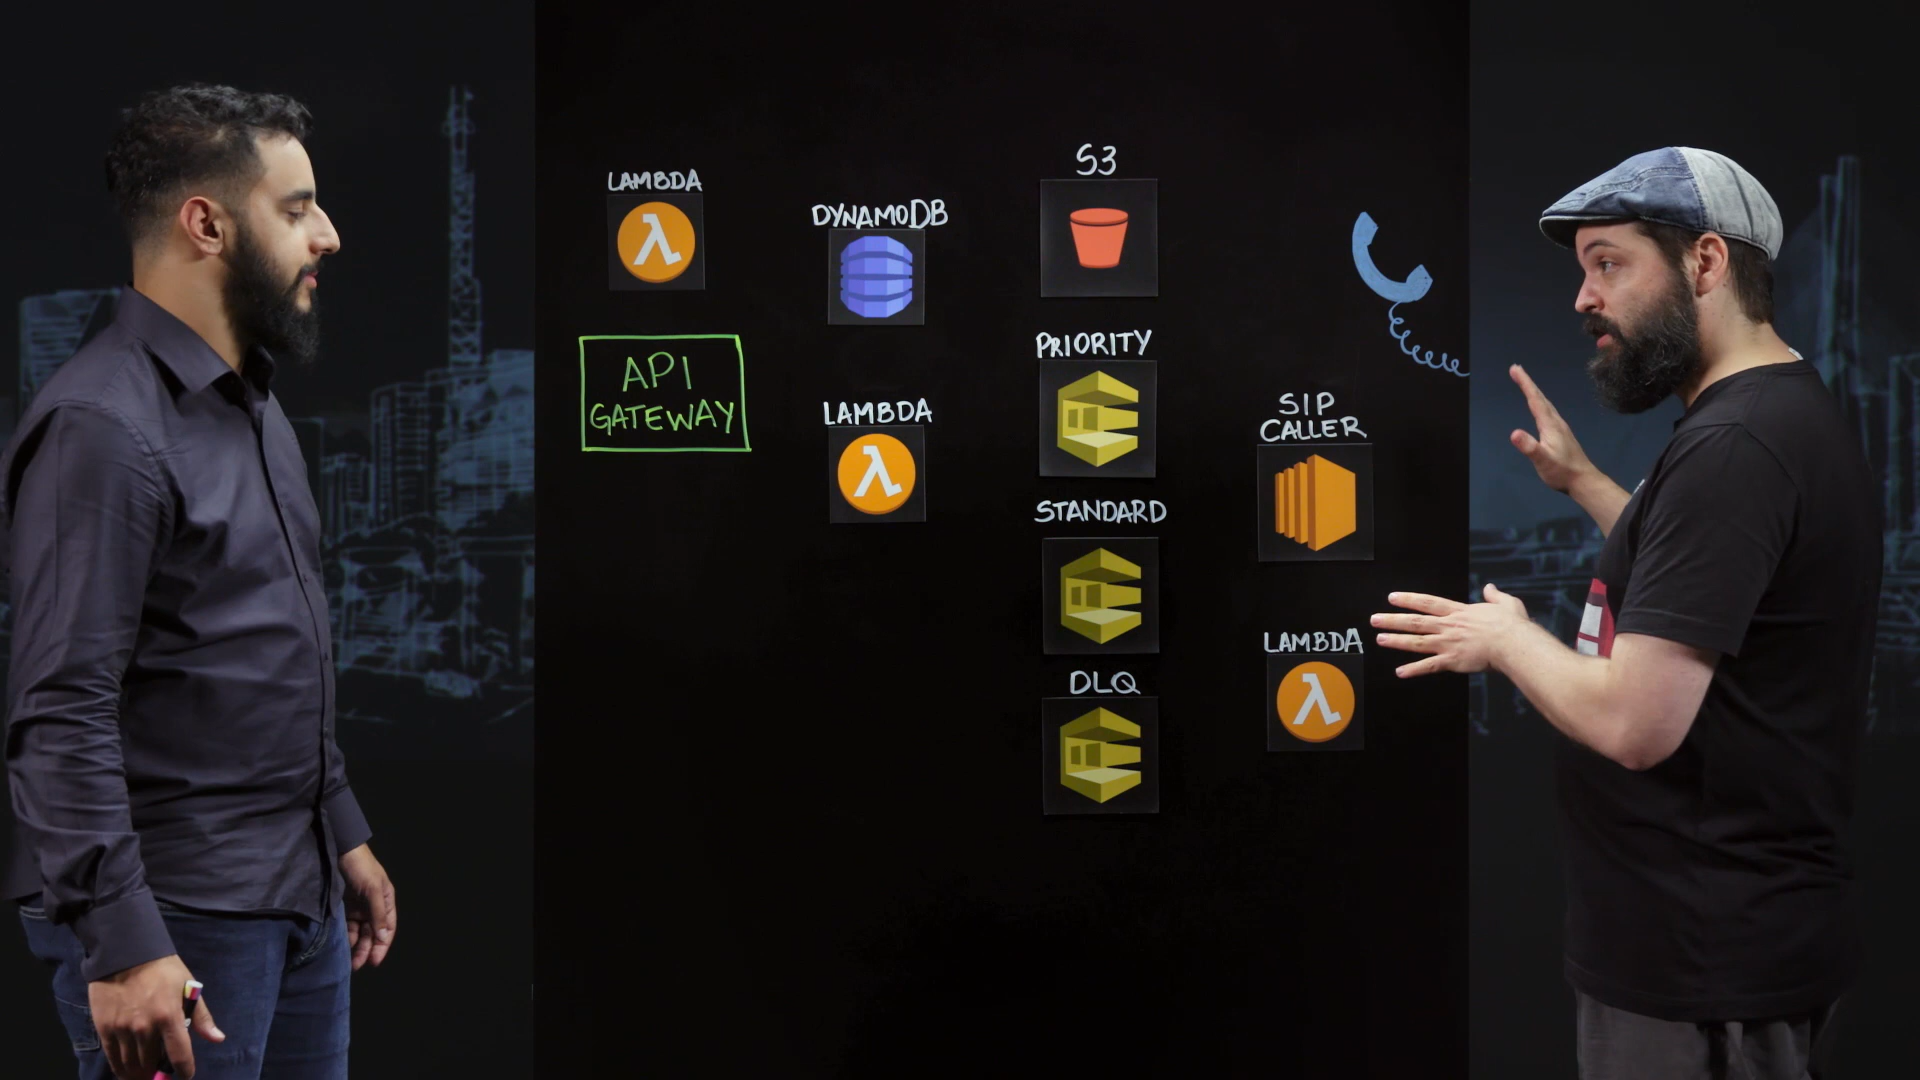 LAMBDA
DYNAMODB
S3
API
GATEWAY
LAMBDA
PRIORITY
STANDARD
DLQ
SIP
CALLER
LAMBDA